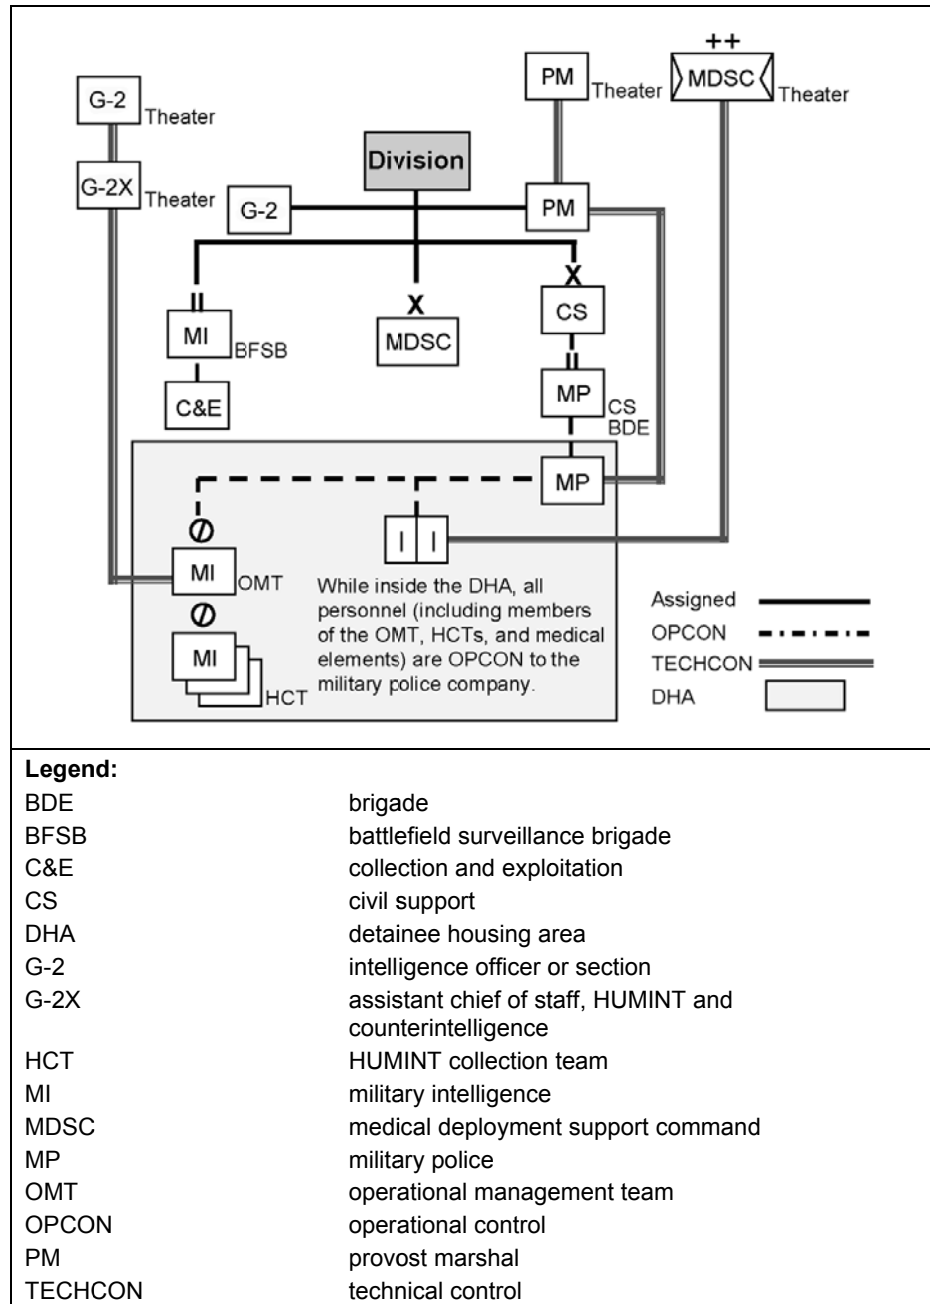 ++
G-2
Theater
PM
Theater
MDSC
Theater
Division
G-2X
Theater
G-2
PM
X
X
MI
BFSB
MDSC
CS
C&E
MP
CS
BDE
MP
I I
MI
OMT
While inside the DHA, all
personnel (including members
of the OMT, HCTs, and medical
elements) are OPCON to the
military police company.
MI
HCT
Assigned
OPCON
TECHCON
DHA
Legend:
BDE brigade
BFSB battlefield surveillance brigade
C&E collection and exploitation
CS civil support
DHA detainee housing area
G-2 intelligence officer or section
G-2X assistant chief of staff, HUMINT and
counterintelligence
HCT HUMINT collection team
MI military intelligence
MDSC medical deployment support command
MP military police
OMT operational management team
OPCON operational control
PM provost marshal
TECHCON technical control